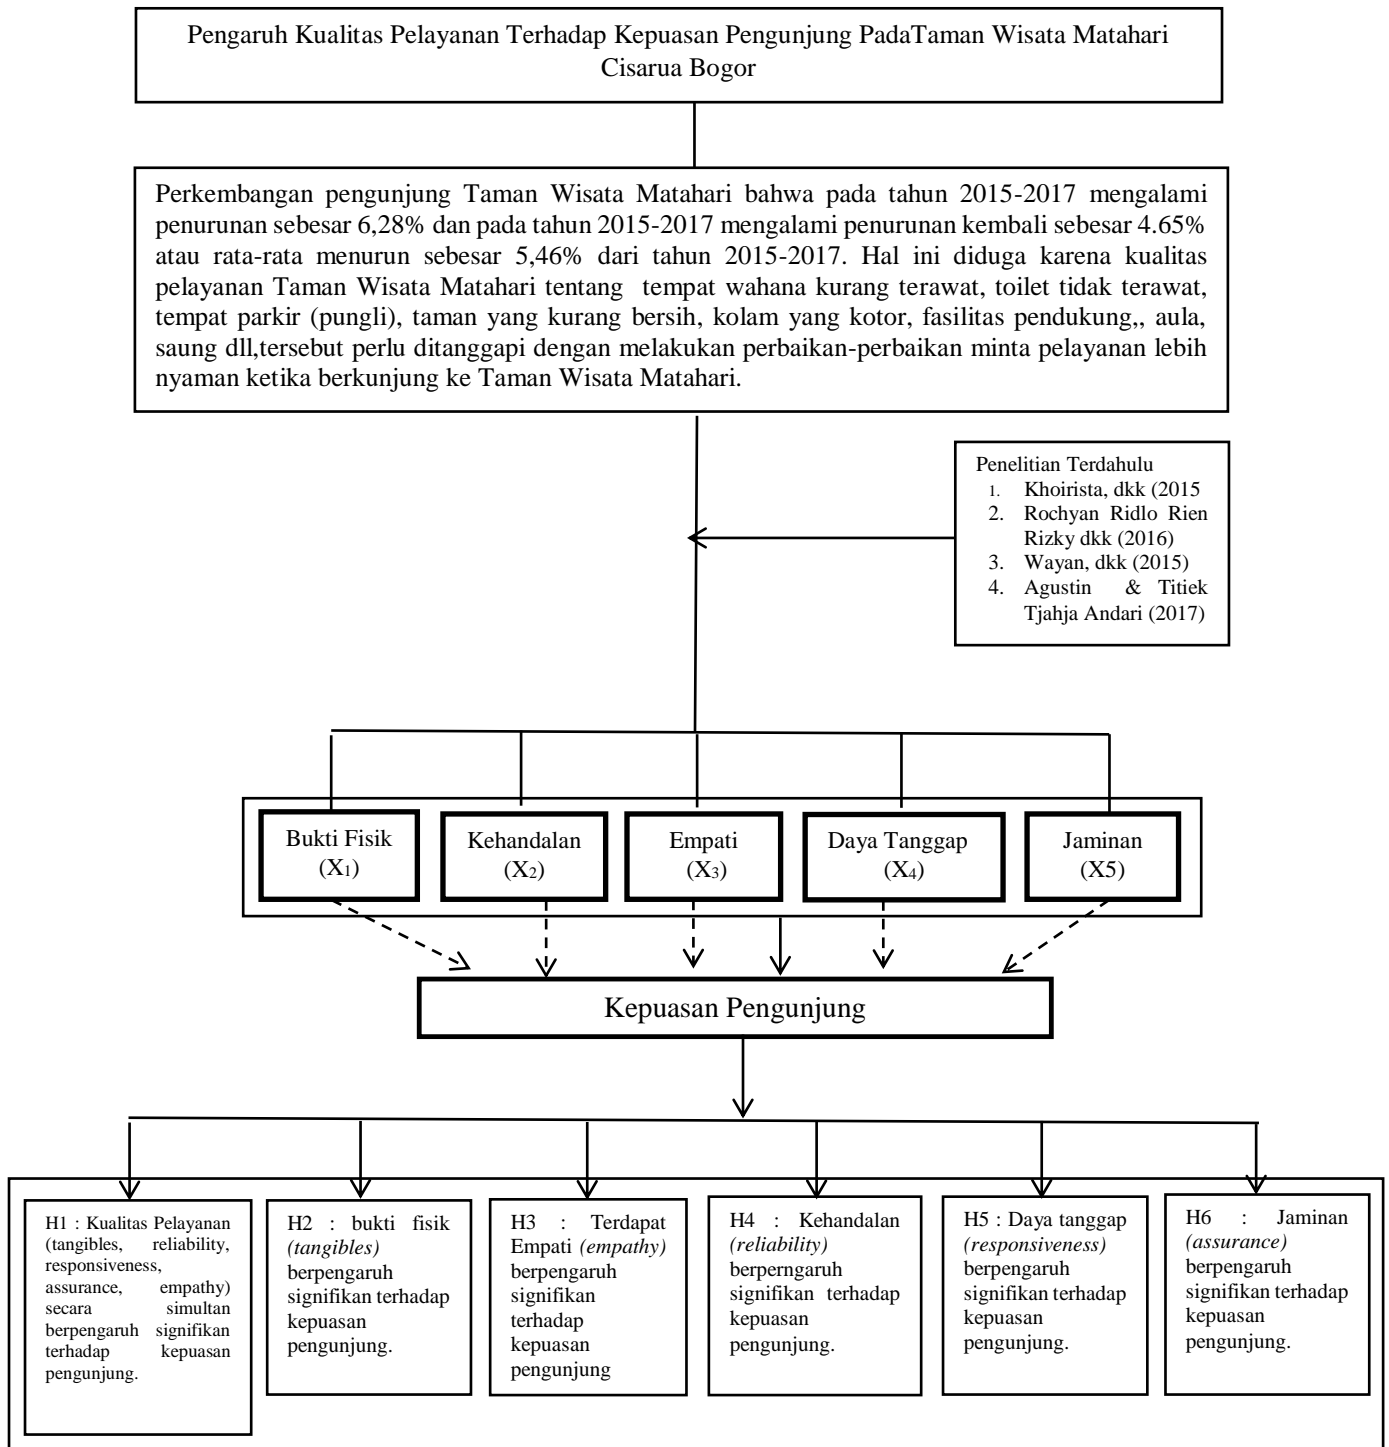 Pengaruh Kualitas Pelayanan Terhadap Kepuasan Pengunjung PadaTaman Wisata Matahari
Cisarua Bogor
Perkembangan pengunjung Taman Wisata Matahari bahwa pada tahun 2015-2017 mengalami
penurunan sebesar 6,28% dan pada tahun 2015-2017 mengalami penurunan kembali sebesar 4.65%
atau rata-rata menurun sebesar 5,46% dari tahun 2015-2017. Hal ini diduga karena kualitas
pelayanan Taman Wisata Matahari tentang tempat wahana kurang terawat, toilet tidak terawat,
tempat parkir (pungli), taman yang kurang bersih, kolam yang kotor, fasilitas pendukung,, aula,
saung dll,tersebut perlu ditanggapi dengan melakukan perbaikan-perbaikan minta pelayanan lebih
nyaman ketika berkunjung ke Taman Wisata Matahari.
Penelitian Terdahulu
1. Khoirista, dkk (2015
2. Rochyan Ridlo Rien
Rizky dkk (2016)
3. Wayan, dkk (2015)
4. Agustin & Titiek
Tjahja Andari (2017)
Bukti Fisik
(X₁)
Kehandalan
(X₂)
Empati
(X₃)
Daya Tanggap
(X₄)
Jaminan
(X5)
Kepuasan Pengunjung
H1 : Kualitas Pelayanan
(tangibles, reliability,
responsiveness,
assurance, empathy)
secara simultan
berpengaruh signifikan
terhadap kepuasan
pengunjung.
H2 : bukti fisik
(tangibles)
berpengaruh
signifikan terhadap
kepuasan
pengunjung.
H3 : Terdapat
Empati (empathy)
berpengaruh
signifikan
terhadap
kepuasan
pengunjung
H4 : Kehandalan
(reliability)
berperngaruh
signifikan terhadap
kepuasan
pengunjung.
H5 : Daya tanggap
(responsiveness)
berpengaruh
signifikan terhadap
kepuasan
pengunjung.
H6 : Jaminan
(assurance)
berpengaruh
signifikan terhadap
kepuasan
pengunjung.